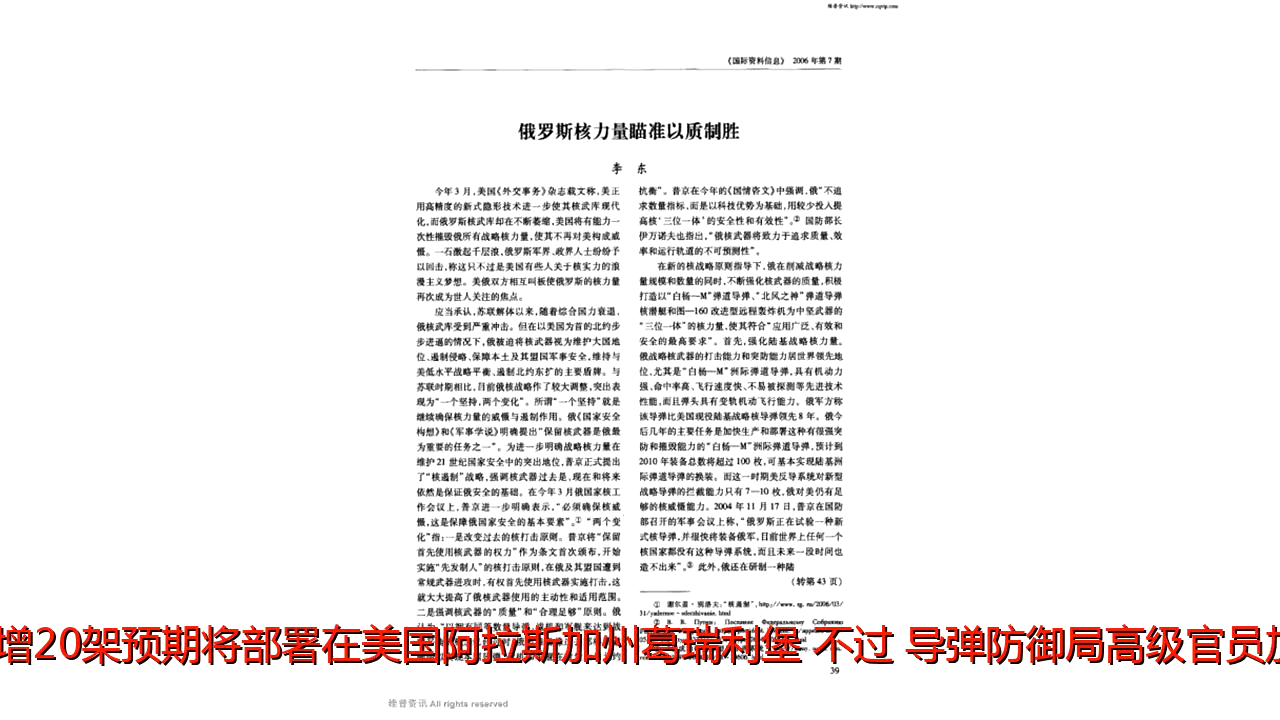 维普资讯 http://www.cqvip.com
《国际资料信息》 2006 年第 7 期
俄罗斯核力量瞄准以质制胜
李 东
今年 3 月,美国《外交事务》杂志载文称,美正
用高精度的新式隐形技术进一步使其核武库现代
化,而俄罗斯核武库却在不断萎缩,美国将有能力一
次性摧毁俄所有战略核力量,使其不再对美构成威
慑。一石激起千层浪,俄罗斯军界、政界人士纷纷予
以回击,称这只不过是美国有些人关于核实力的浪
漫主义梦想。美俄双方相互叫板使俄罗斯的核力量
再次成为世人关注的焦点。
应当承认,苏联解体以来,随着综合国力衰退,
俄核武库受到严重冲击。但在以美国为首的北约步
步进逼的情况下,俄被迫将核武器视为维护大国地
位、遏制侵略、保障本土及其盟国军事安全,维持与
美低水平战略平衡、遏制北约东扩的主要盾牌。与
苏联时期相比,目前俄核战略作了较大调整,突出表
现为“一个坚持,两个变化”。所谓“一个坚持”就是
继续确保核力量的威慑与遏制作用。俄《国家安全
构想》和《军事学说》明确提出“保留核武器是俄最
为重要的任务之一”。为进一步明确战略核力量在
维护 21 世纪国家安全中的突出地位,普京正式提出
了“核遏制”战略,强调核武器过去是、现在和将来
依然是保证俄安全的基础。在今年 3 月俄国家核工
作会议上,普京进一步明确表示,“必须确保核威
慑,这是保障俄国家安全的基本要素”。① “两个变
化”指:一是改变过去的核打击原则。普京将“保留
首先使用核武器的权力”作为条文首次颁布,开始
实施“先发制人”的核打击原则,在俄及其盟国遭到
常规武器进攻时,有权首先使用核武器实施打击,这
就大大提高了俄核武器使用的主动性和适用范围。
二是强调核武器的“质量”和“合理足够”原则。俄
抗衡”。普京在今年的《国情咨文》中强调,俄“不追
求数量指标,而是以科技优势为基础,用较少投入提
高核‘三位一体’的安全性和有效性”。② 国防部长
伊万诺夫也指出,“俄核武器将致力于追求质量、效
率和运行轨道的不可预测性”。
在新的核战略原则指导下,俄在削减战略核力
量规模和数量的同时,不断强化核武器的质量,积极
打造以“白杨—M”弹道导弹、“北风之神”弹道导弹
核潜艇和图—160 改进型远程轰炸机为中坚武器的
“三位一体”的核力量,使其符合“应用广泛、有效和
安全的最高要求”。首先,强化陆基战略核力量。
俄战略核武器的打击能力和突防能力居世界领先地
位,尤其是“白杨—M”洲际弹道导弹,具有机动力
强、命中率高、飞行速度快、不易被探测等先进技术
性能,而且弹头具有变轨机动飞行能力。俄军方称
该导弹比美国现役陆基战略核导弹领先 8 年。俄今
后几年的主要任务是加快生产和部署这种有很强突
防和摧毁能力的“白杨—M”洲际弹道导弹,预计到
2010 年装备总数将超过 100 枚,可基本实现陆基洲
际弹道导弹的换装。而这一时期美反导系统对新型
战略导弹的拦截能力只有 7—10 枚,俄对美仍有足
够的核威慑能力。2004 年 11 月 17 日,普京在国防
部召开的军事会议上称,“俄罗斯正在试验一种新
式核导弹,并很快将装备俄军,目前世界上任何一个
核国家都没有这种导弹系统,而且未来一段时间也
造不出来”。③ 此外,俄还在研制一种陆
(转第 43 页)
增20架预期将部署在美国阿拉斯加州葛瑞利堡 不过 导弹防御局高级官员
39
维普资讯 All rights reserved